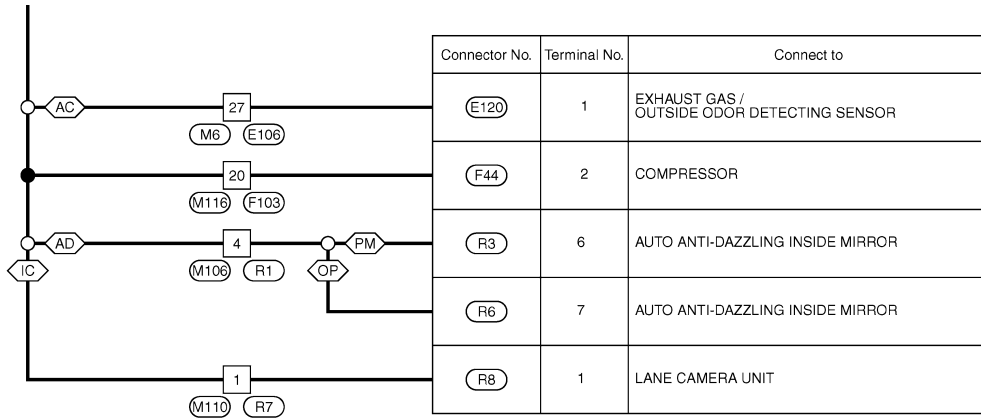 Connector No. Terminal No. Connect to
AC 27 E120 1 EXHAUST GAS /
OUTSIDE ODOR DETECTING SENSOR
M6 E106
20 F44 2 COMPRESSOR
M116 F103
AD 4 PM R3 6 AUTO ANTI-DAZZLING INSIDE MIRROR
IC M106 R1 OP
R6 7 AUTO ANTI-DAZZLING INSIDE MIRROR
1 R8 1 LANE CAMERA UNIT
M110 R7